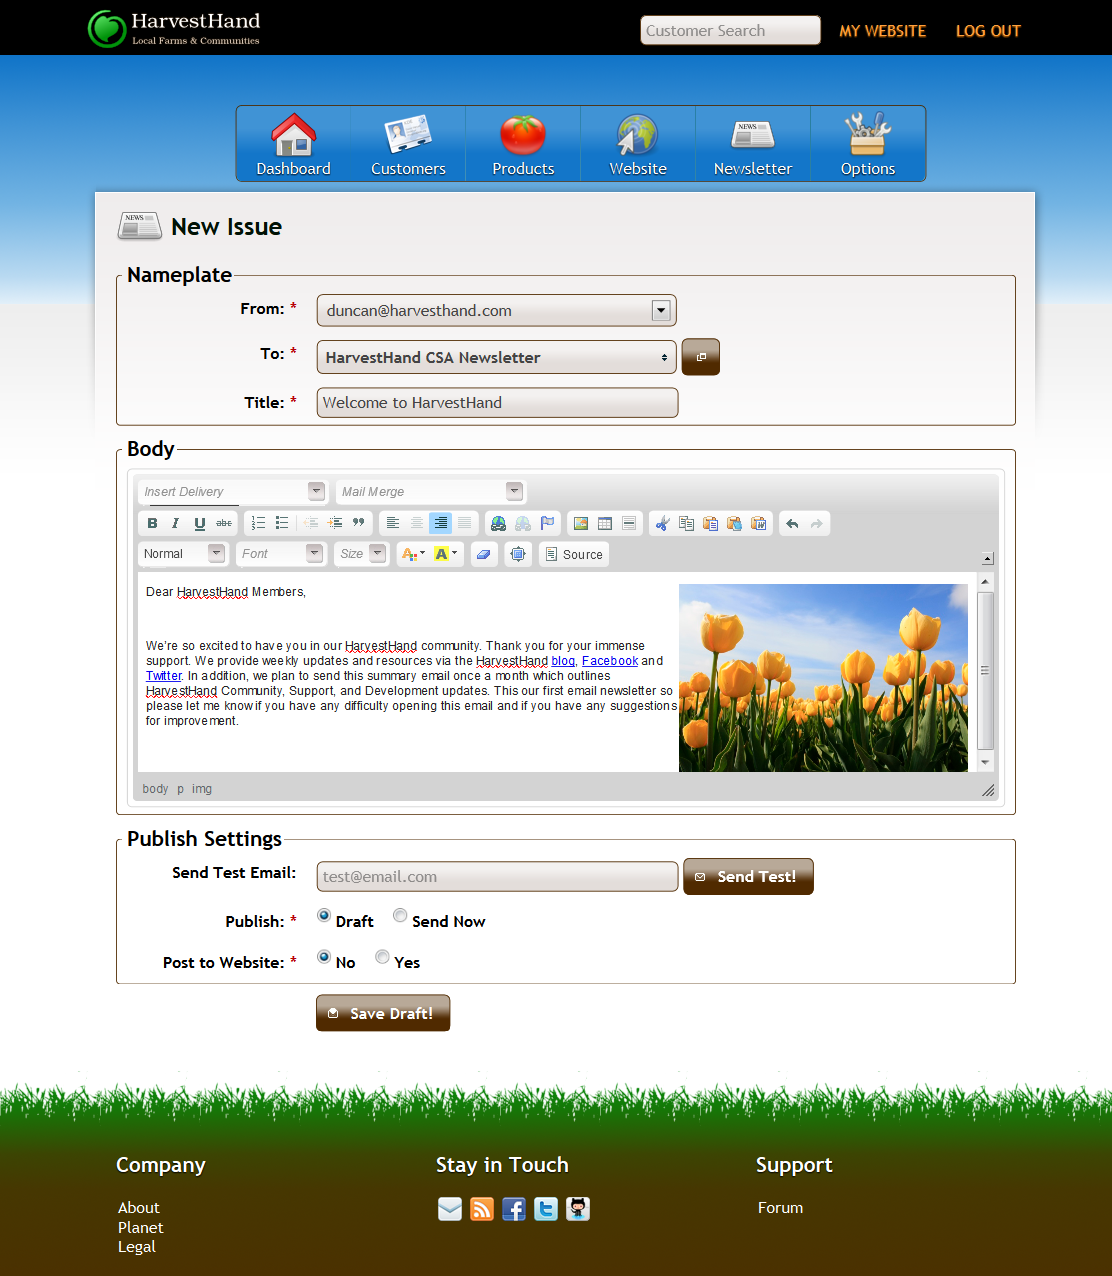 HarvestHand
Local Farms & Communities
Customer Search
MY WEBSITE
LOG OUT
Dashboard
Customers
Products
Website
NEWS
Newsletter
Options
NEWS
New Issue
Nameplate
From: *
duncan@harvesthand.com
To: *
HarvestHand CSA Newsletter
Title: *
Welcome to HarvestHand
Body
Insert Delivery
Mail Merge
B I U abc
Normal
Font
Size
A
A
Source
Dear HarvestHand Members,
We're so excited to have you in our HarvestHand community. Thank you for your immense
support. We provide weekly updates and resources via the HarvestHand blog, Facebook and
Twitter. In addition, we plan to send this summary email once a month which outlines
HarvestHand Community, Support, and Development updates. This our first email newsletter so
please let me know if you have any difficulty opening this email and if you have any suggestions
for improvement.
body p img
Publish Settings
Send Test Email:
test@email.com
Send Test!
Publish: *
Draft
Send Now
Post to Website: *
No
Yes
Save Draft!
Company
About
Planet
Legal
Stay in Touch
Support
Forum